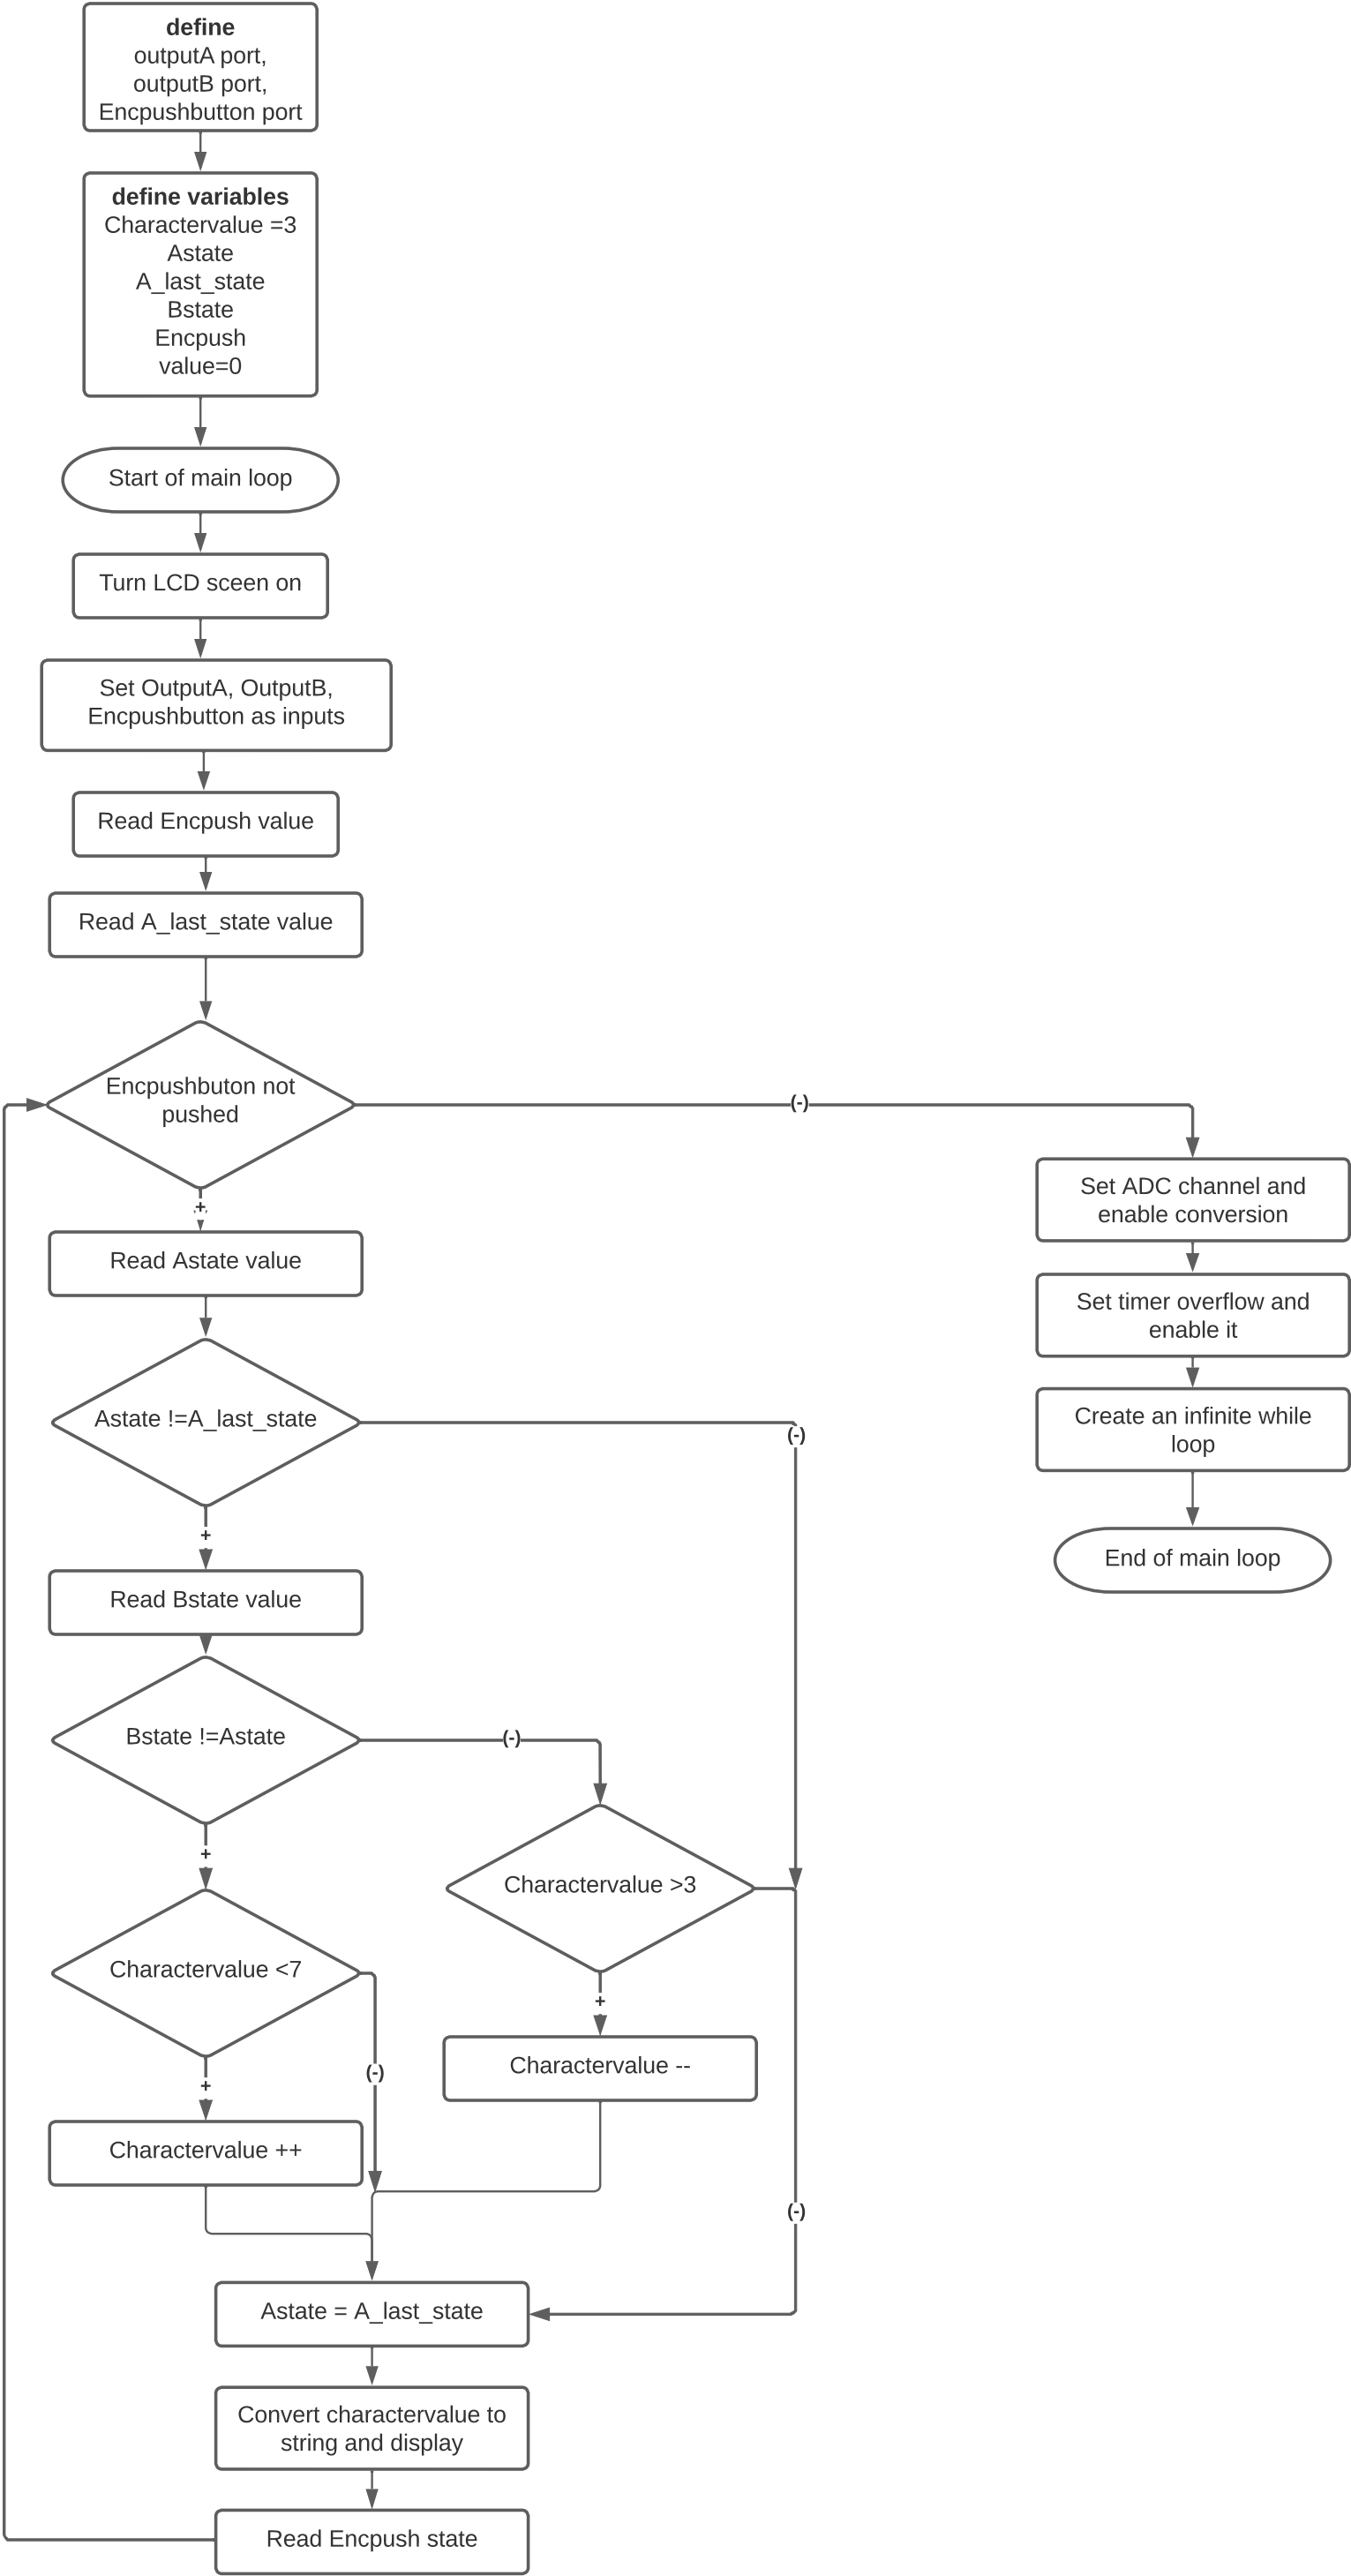 define
outputA port,
outputB port,
Encpushbutton port
define variables
Charactervalue =3
Astate
A_last_state
Bstate
Encpush
value=0
Start of main loop
Turn LCD sceen on
Set OutputA, OutputB,
Encpushbutton as inputs
Read Encpush value
Read A_last_state value
Encpushbuton not
pushed
(-)
+
Read Astate value
Set ADC channel and
enable conversion
Set timer overflow and
enable it
Create an infinite while
loop
End of main loop
Astate !=A_last_state
(-)
+
Read Bstate value
Bstate !=Astate
(-)
+
Charactervalue >3
(-)
+
Charactervalue --
Charactervalue <7
(-)
+
Charactervalue ++
Astate = A_last_state
Convert charactervalue to
string and display
Read Encpush state